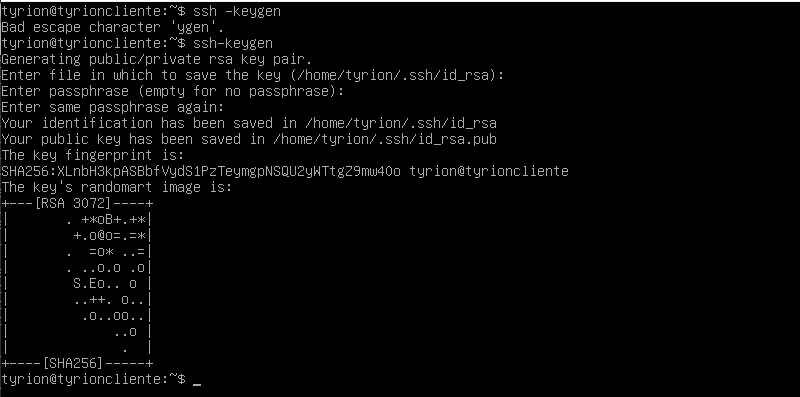 tyrion@tyrioncliente:~$ ssh -keygen
Bad escape character 'ygen'.
tyrion@tyrioncliente:~$ ssh-keygen
Generating public/private rsa key pair.
Enter file in which to save the key (/home/tyrion/.ssh/id_rsa):
Enter passphrase (empty for no passphrase):
Enter same passphrase again:
Your identification has been saved in /home/tyrion/.ssh/id_rsa
Your public key has been saved in /home/tyrion/.ssh/id_rsa.pub
The key fingerprint is:
SHA256:XLnbH3kpASBbfVydS1PzTeymgpNSQU2yWTtgZ9mw40o tyrion@tyrioncliente
The key's randomart image is:
+---[RSA 3072]----+
|       . +*oB+.+*|
|        +.o@o=.=*|
|       .  =o* ..=|
|       . ..o.o .o|
|        S.Eo.. o |
|        ..++. o..|
|         .o..oo..|
|             ..o |
|              .  |
+----[SHA256]-----+
tyrion@tyrioncliente:~$ _